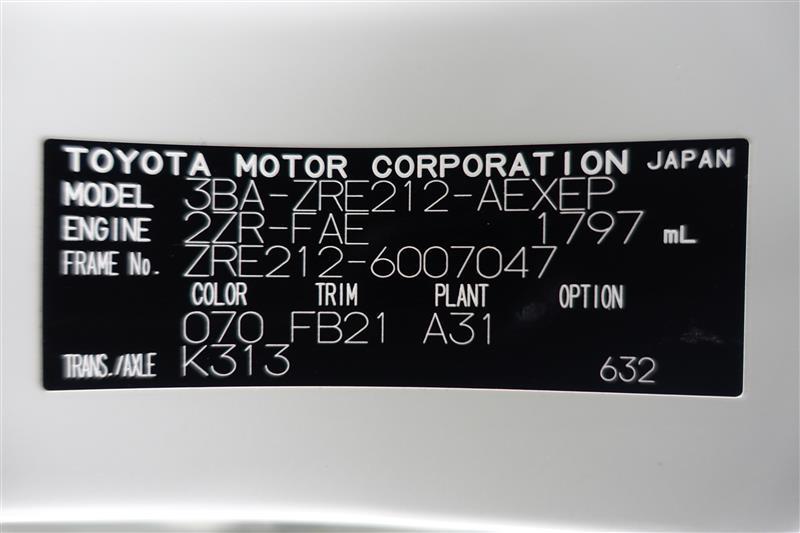 TOYOTA MOTOR CORPORATION JAPAN
MODEL 3BA-ZRE212-AEXEP
ENGINE 2ZR-FAE 1797 mL
FRAME No. ZRE212-6007047
COLOR TRIM PLANT OPTION
070 FB21 A31
TRANS./AXLE K313 632